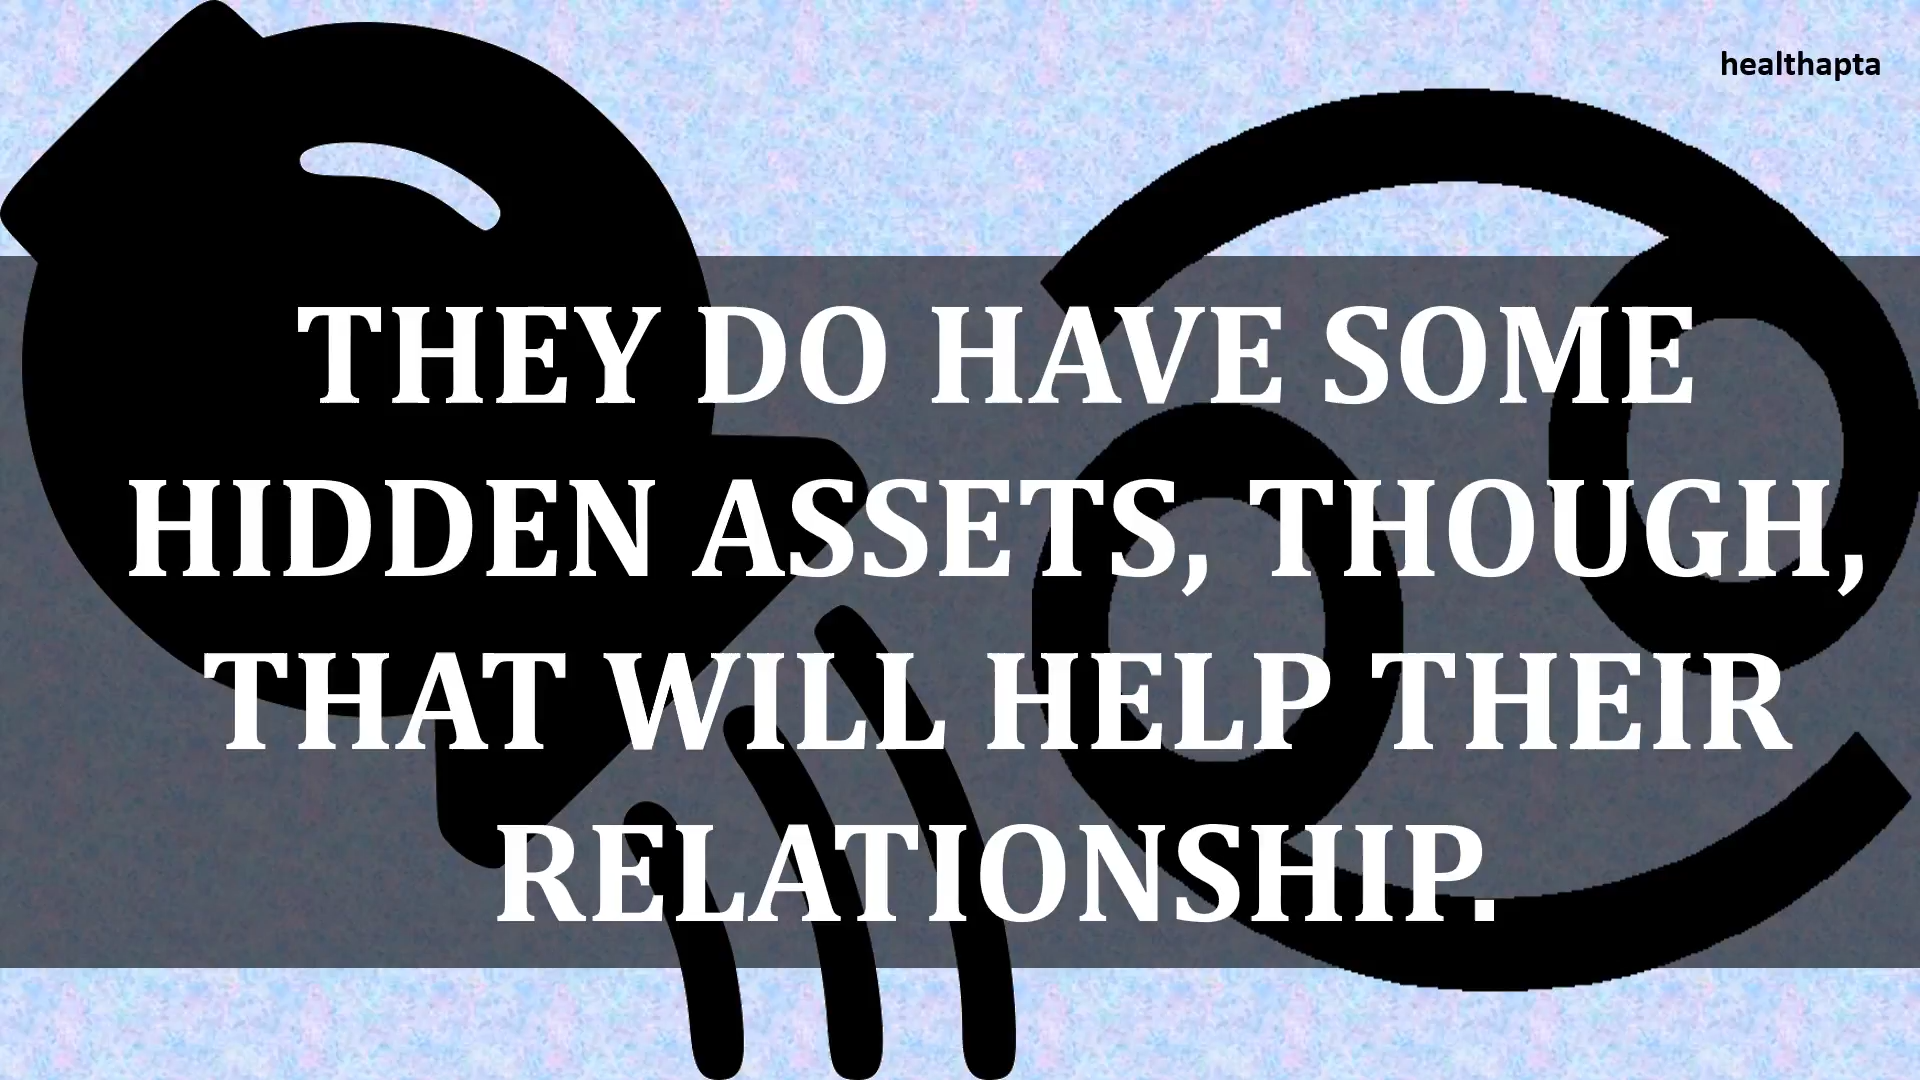 healthapta
THEY DO HAVE SOME
HIDDEN ASSETS, THOUGH,
THAT WILL HELP THEIR
RELATIONSHIP.